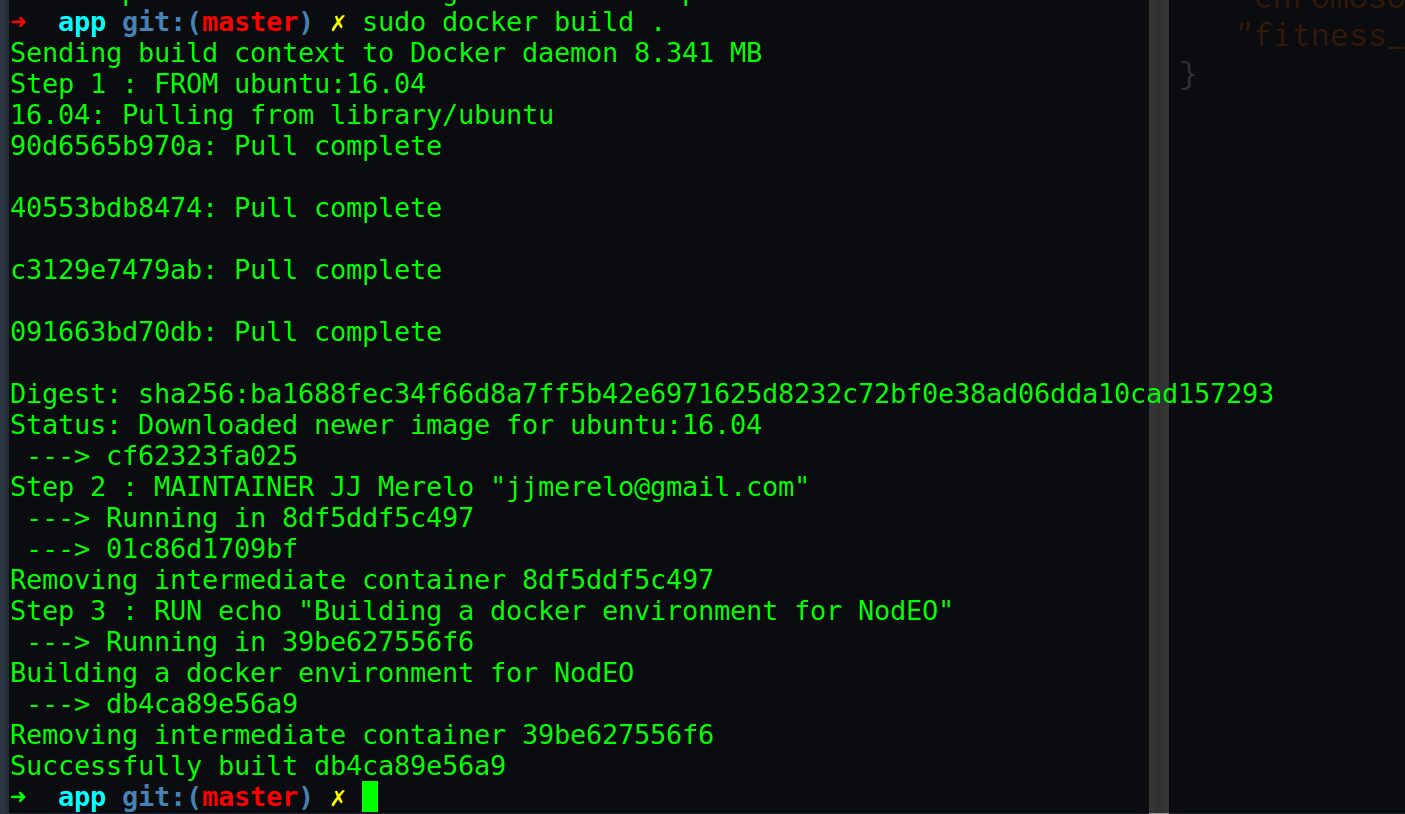 ➜  app git:(master) ✗ sudo docker build .
Sending build context to Docker daemon 8.341 MB
Step 1 : FROM ubuntu:16.04
16.04: Pulling from library/ubuntu
90d6565b970a: Pull complete
40553bdb8474: Pull complete
c3129e7479ab: Pull complete
091663bd70db: Pull complete
Digest: sha256:ba1688fec34f66d8a7ff5b42e6971625d8232c72bf0e38ad06dda10cad157293
Status: Downloaded newer image for ubuntu:16.04
 ---> cf62323fa025
Step 2 : MAINTAINER JJ Merelo "jjmerelo@gmail.com"
 ---> Running in 8df5ddf5c497
 ---> 01c86d1709bf
Removing intermediate container 8df5ddf5c497
Step 3 : RUN echo "Building a docker environment for NodEO"
 ---> Running in 39be627556f6
Building a docker environment for NodEO
 ---> db4ca89e56a9
Removing intermediate container 39be627556f6
Successfully built db4ca89e56a9
➜  app git:(master) ✗
"fitness_
}